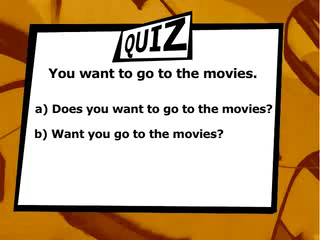 QUIZ
You want to go to the movies.
a) Does you want to go to the movies?
b) Want you go to the movies?